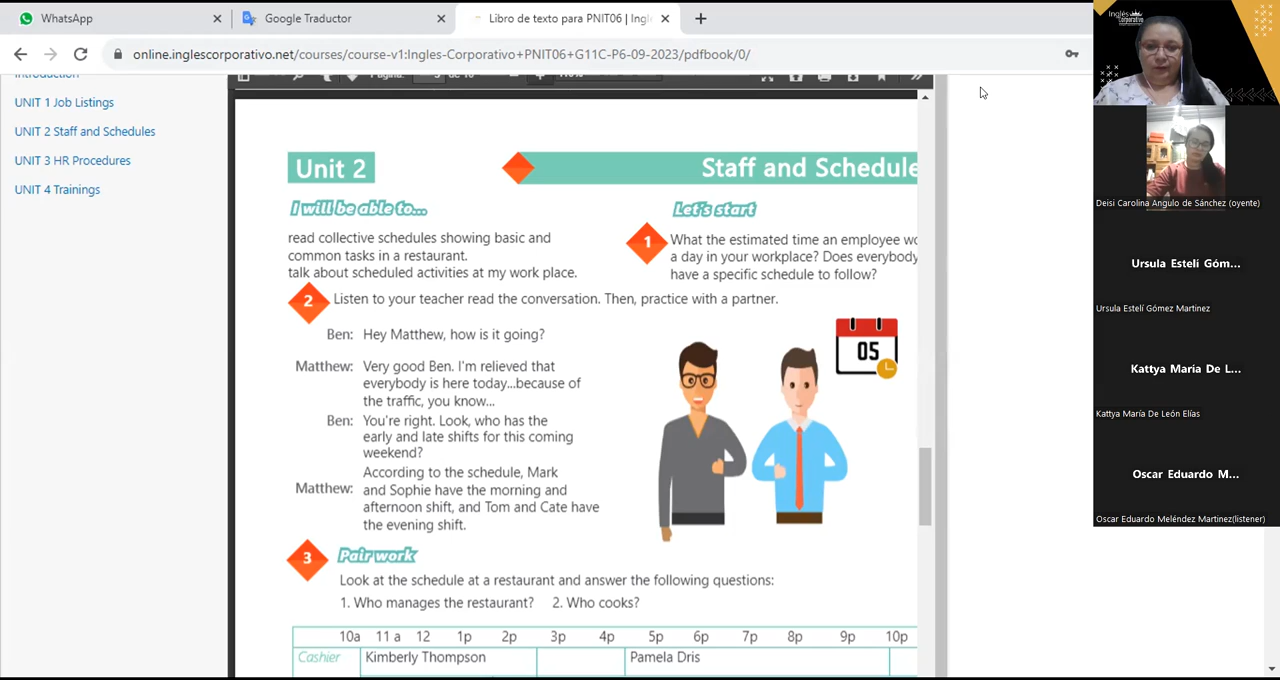 WhatsApp
Google Traductor
Libro de texto para PNIT06 | Ingl
online.inglescorporativo.net/courses/course-v1:Ingles-Corporativo+PNIT06+G11C-P6-09-2023/pdfbook/0/
UNIT 1 Job Listings
UNIT 2 Staff and Schedules
UNIT 3 HR Procedures
UNIT 4 Trainings
Unit 2
Staff and Schedule
I will be able to...
read collective schedules showing basic and
common tasks in a restaurant.
talk about scheduled activities at my work place.
Let's start
1
What the estimated time an employee wo
a day in your workplace? Does everybody
have a specific schedule to follow?
2
Listen to your teacher read the conversation. Then, practice with a partner.
Ben: Hey Matthew, how is it going?
Matthew: Very good Ben. I'm relieved that
everybody is here today...because of
the traffic, you know...
Ben: You're right. Look, who has the
early and late shifts for this coming
weekend?
According to the schedule, Mark
Matthew: and Sophie have the morning and
afternoon shift, and Tom and Cate have
the evening shift.
05
3
Pair work
Look at the schedule at a restaurant and answer the following questions:
1. Who manages the restaurant? 2. Who cooks?
10a 11 a 12 1p 2p 3p 4p 5p 6p 7p 8p 9p 10p
Cashier Kimberly Thompson Pamela Dris
Inglés
Corporativo
Deisi Carolina Angulo de Sánchez (oyente)
Ursula Estelí Góm...
Ursula Estelí Gómez Martinez
Kattya Maria De L...
Kattya María De León Elías
Oscar Eduardo M...
Oscar Eduardo Meléndez Martinez(listener)